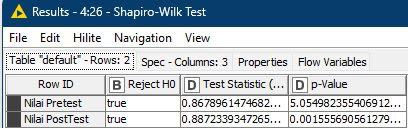 Results - 4:26 - Shapiro-Wilk Test
File Edit Hilite Navigation View
Table "default" - Rows: 2 Spec - Columns: 3 Properties Flow Variables
Row ID B Reject H0 D Test Statistic (... D p-Value
Nilai Pretest true 0.8678961474682... 5.054982355406912...
Nilai PostTest true 0.8872339347265... 0.001555690561279...